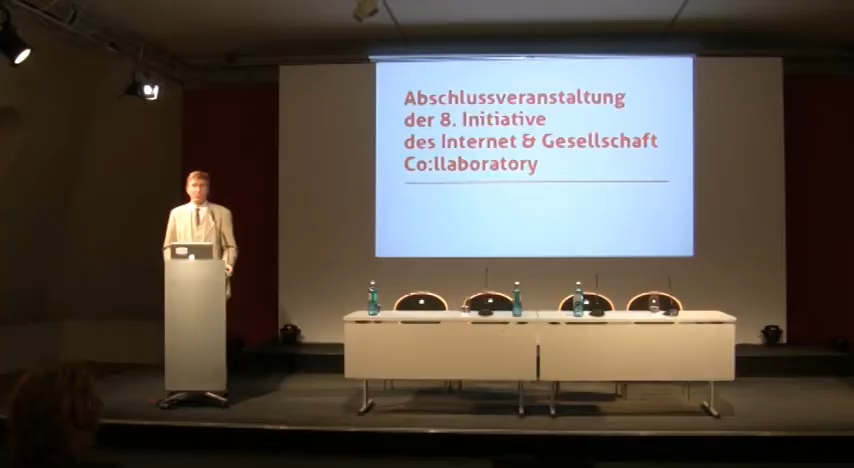 Abschlussveranstaltung
der 8. Initiative
des Internet & Gesellschaft
Co:llaboratory